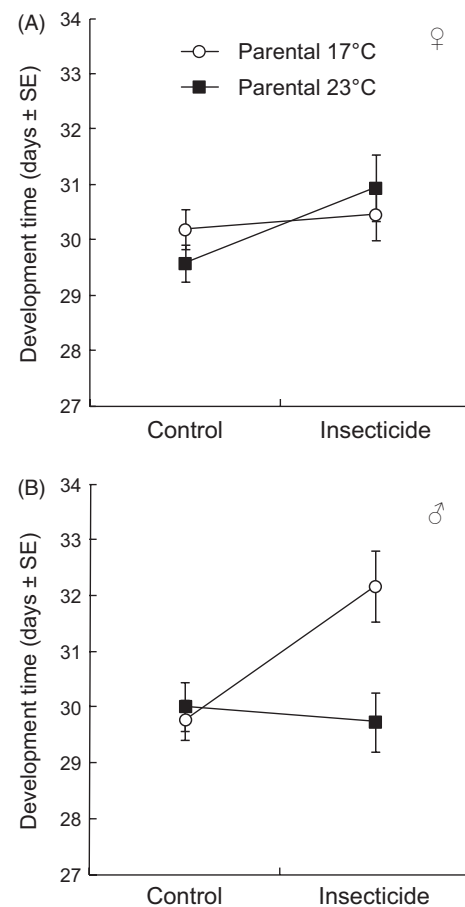 (A)
♀
34
33
32
31
30
29
28
27
Development time (days ± SE)
Parental 17°C
Parental 23°C
Control Insecticide
(B)
♂
34
33
32
31
30
29
28
27
Development time (days ± SE)
Control Insecticide